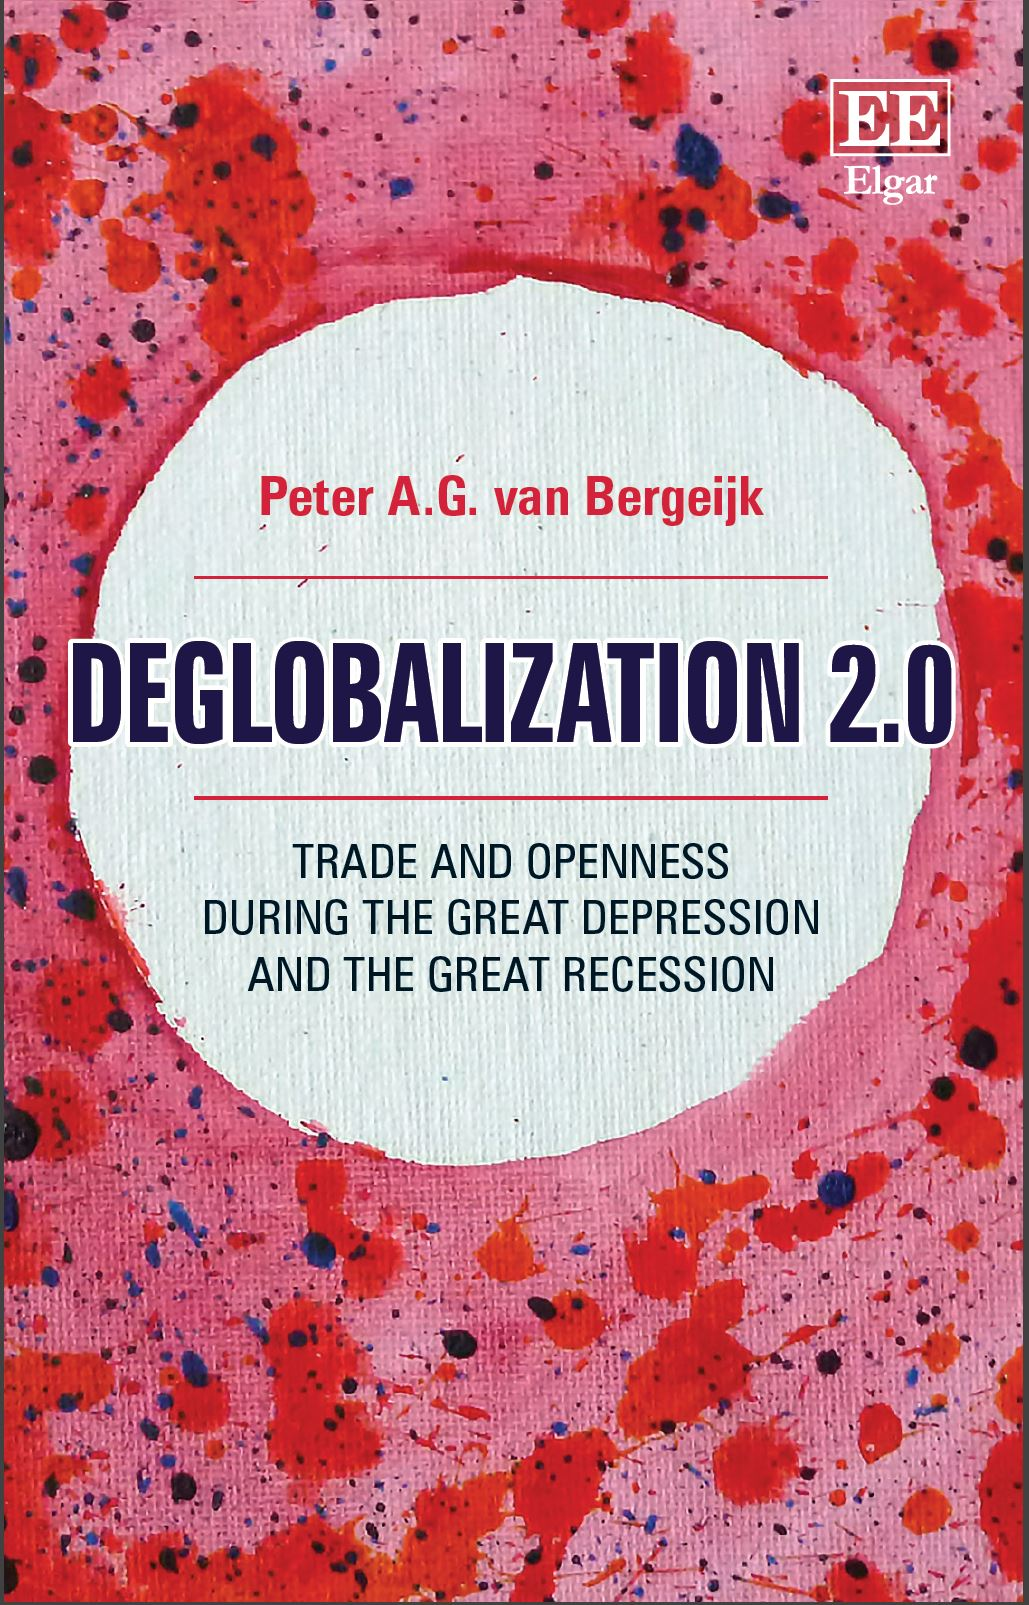 EE
Elgar
Peter A.G. van Bergeijk
DEGLOBALIZATION 2.0
TRADE AND OPENNESS
DURING THE GREAT DEPRESSION
AND THE GREAT RECESSION